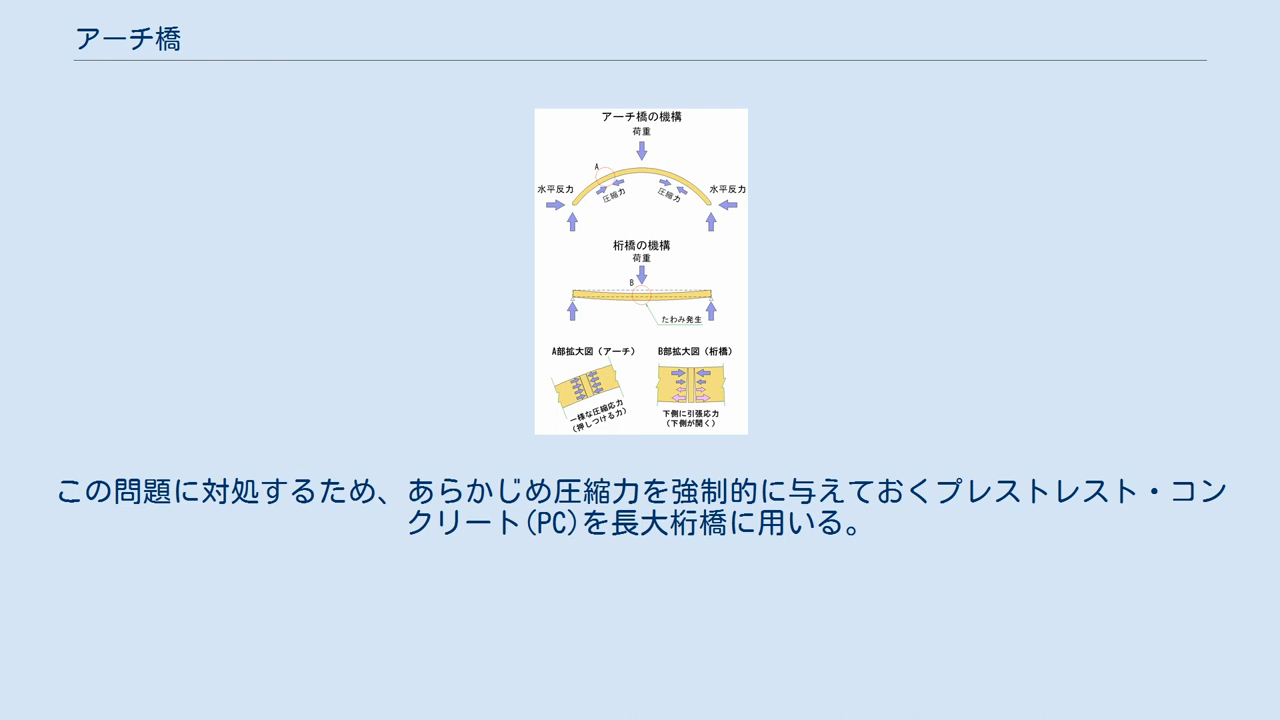 アーチ橋
アーチ橋の機構
荷重
A
水平反力
水平反力
圧縮力
圧縮力
桁橋の機構
荷重
B
たわみ発生
A部拡大図(アーチ)
B部拡大図(桁橋)
一様な圧縮応力
(押しつける力)
下側に引張応力
(下側が開く)
この問題に対処するため、あらかじめ圧縮力を強制的に与えておくプレストレスト・コン
クリート(PC)を長大桁橋に用いる。